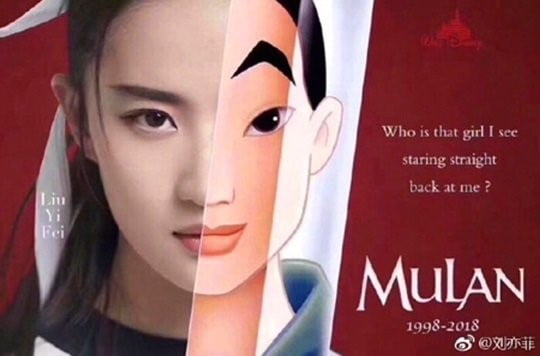 Walt Disney
Who is that girl I see
staring straight
back at me ?
Liu
Yi
Fei
MULAN
1998-2018
@刘亦菲